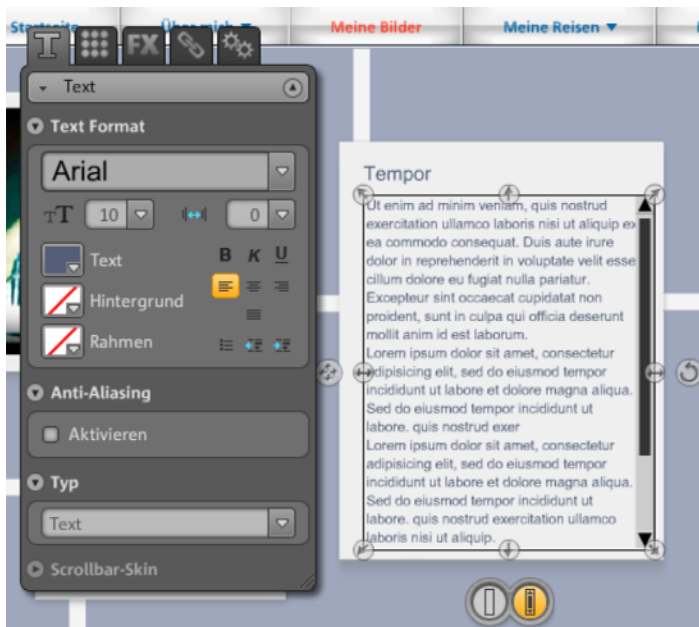 Startseite
Über mich
Meine Bilder
Meine Reisen
T
FX
Text
Text Format
Arial
TT 10 0
Text
B K U
Hintergrund
Rahmen
Anti-Aliasing
Aktivieren
Typ
Text
Scrollbar-Skin
Tempor
Ut enim ad minim veniam, quis nostrud
exercitation ullamco laboris nisi ut aliquip ex
ea commodo consequat. Duis aute irure
dolor in reprehenderit in voluptate velit esse
cillum dolore eu fugiat nulla pariatur.
Excepteur sint occaecat cupidatat non
proident, sunt in culpa qui officia deserunt
mollit anim id est laborum.
Lorem ipsum dolor sit amet, consectetur
adipisicing elit, sed do eiusmod tempor
incididunt ut labore et dolore magna aliqua.
Sed do eiusmod tempor incididunt ut
labore. quis nostrud exer
Lorem ipsum dolor sit amet, consectetur
adipisicing elit, sed do eiusmod tempor
incididunt ut labore et dolore magna aliqua.
Sed do eiusmod tempor incididunt ut
labore. quis nostrud exercitation ullamco
laboris nisi ut aliquip.